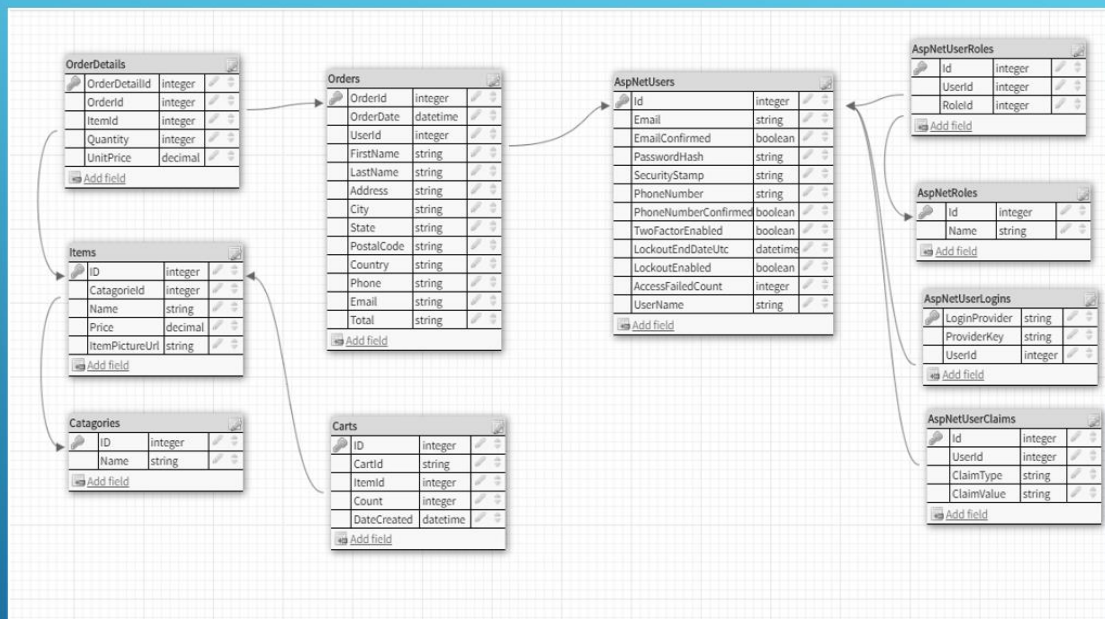 OrderDetails
OrderDetailId integer
OrderId integer
ItemId integer
Quantity integer
UnitPrice decimal
Add field
Items
ID integer
CatagorieId integer
Name string
Price decimal
ItemPictureUrl string
Add field
Catagories
ID integer
Name string
Add field
Orders
OrderId integer
OrderDate datetime
UserId integer
FirstName string
LastName string
Address string
City string
State string
PostalCode string
Country string
Phone string
Email string
Total string
Add field
Carts
ID integer
CartId string
ItemId integer
Count integer
DateCreated datetime
Add field
AspNetUsers
Id integer
Email string
EmailConfirmed boolean
PasswordHash string
SecurityStamp string
PhoneNumber string
PhoneNumberConfirmed boolean
TwoFactorEnabled boolean
LockoutEndDateUtc datetime
LockoutEnabled boolean
AccessFailedCount integer
UserName string
Add field
AspNetUserRoles
Id integer
UserId integer
RoleId integer
Add field
AspNetRoles
Id integer
Name string
Add field
AspNetUserLogins
LoginProvider string
ProviderKey string
UserId integer
Add field
AspNetUserClaims
Id integer
UserId integer
ClaimType string
ClaimValue string
Add field